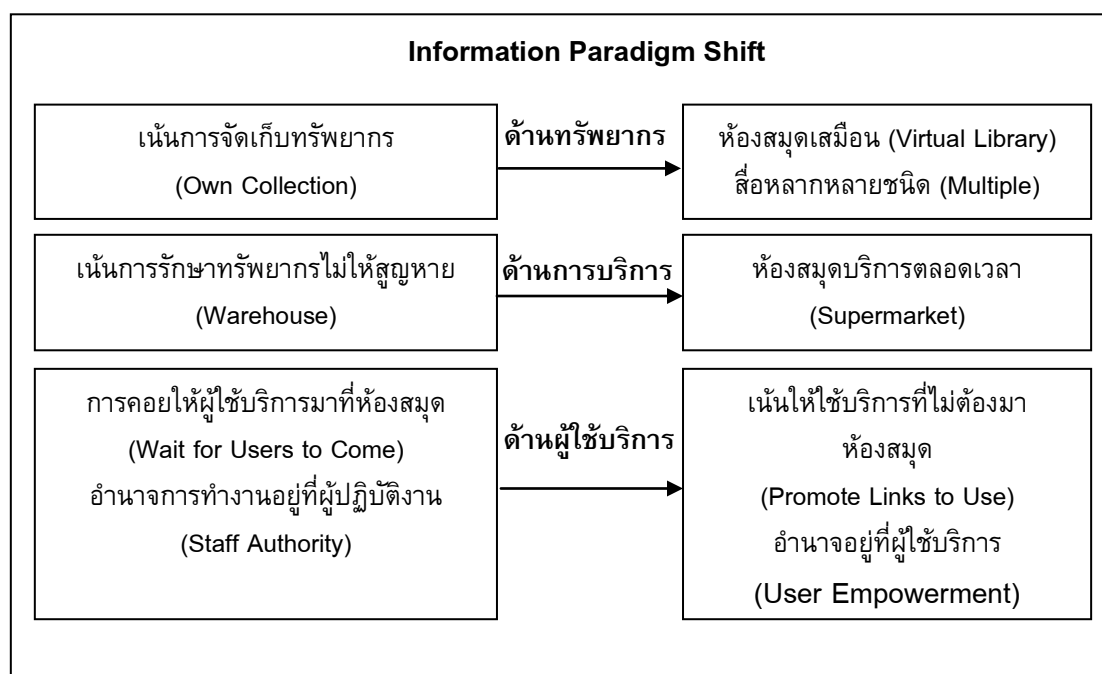 Information Paradigm Shift
เน้นการจัดเก็บทรัพยากร
(Own Collection)
ด้านทรัพยากร
ห้องสมุดเสมือน (Virtual Library)
สื่อหลากหลายชนิด (Multiple)
เน้นการรักษาทรัพยากรไม่ให้สูญหาย
(Warehouse)
ด้านการบริการ
ห้องสมุดบริการตลอดเวลา
(Supermarket)
การคอยให้ผู้ใช้บริการมาที่ห้องสมุด
(Wait for Users to Come)
อำนาจการทำงานอยู่ที่ผู้ปฏิบัติงาน
(Staff Authority)
ด้านผู้ใช้บริการ
เน้นให้ใช้บริการที่ไม่ต้องมา
ห้องสมุด
(Promote Links to Use)
อำนาจอยู่ที่ผู้ใช้บริการ
(User Empowerment)